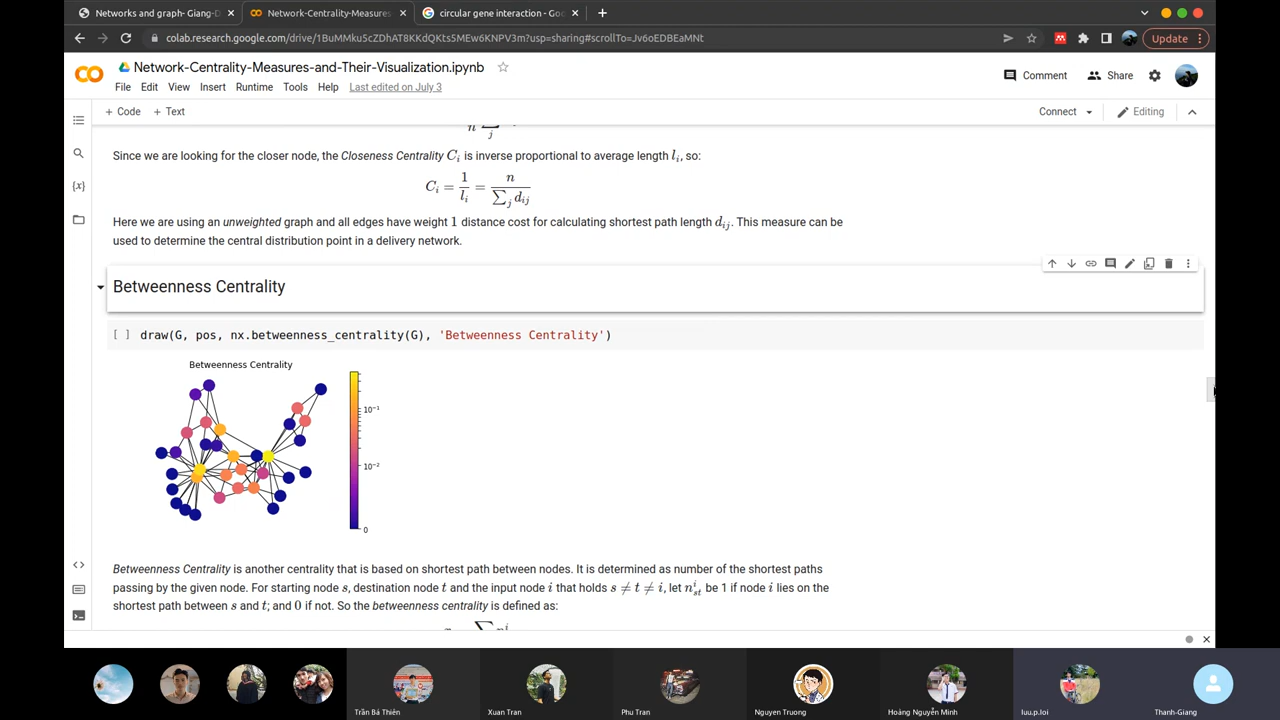 Networks and graph- Giang-D
Network-Centrality-Measures
circular gene interaction - Goo
colab.research.google.com/drive/1BuMMku5cZDhAT8KKdQKts5MEw6KNPV3m?usp=sharing#scrollTo=Jv6oEDBEaMNt
Update
Network-Centrality-Measures-and-Their-Visualization.ipynb
Comment
Share
File Edit View Insert Runtime Tools Help Last edited on July 3
+ Code + Text
Connect
Editing
n ∑ j
Since we are looking for the closer node, the Closeness Centrality C_i is inverse proportional to average length l_i, so:
C_i = 1/l_i = n/∑_j d_ij
Here we are using an unweighted graph and all edges have weight 1 distance cost for calculating shortest path length d_ij. This measure can be
used to determine the central distribution point in a delivery network.
Betweenness Centrality
[ ] draw(G, pos, nx.betweenness_centrality(G), 'Betweenness Centrality')
Betweenness Centrality
10^-1
10^-2
0
Betweenness Centrality is another centrality that is based on shortest path between nodes. It is determined as number of the shortest paths
passing by the given node. For starting node s, destination node t and the input node i that holds s ≠ t ≠ i, let n^i_st be 1 if node i lies on the
shortest path between s and t; and 0 if not. So the betweenness centrality is defined as:
Trần Bá Thiên
Xuan Tran
Phu Tran
Nguyen Truong
Hoàng Nguyễn Minh
luu.p.loi
Thanh-Giang